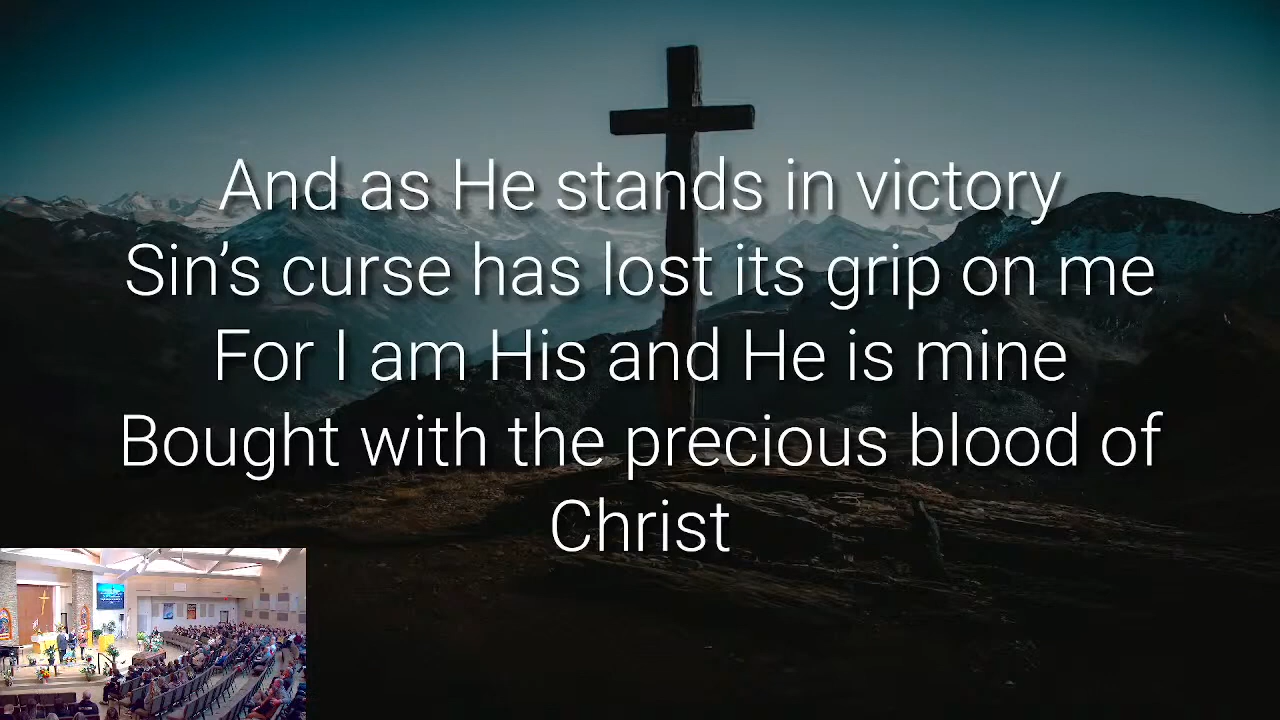 And as He stands in victory
Sin’s curse has lost its grip on me
For I am His and He is mine
Bought with the precious blood of
Christ